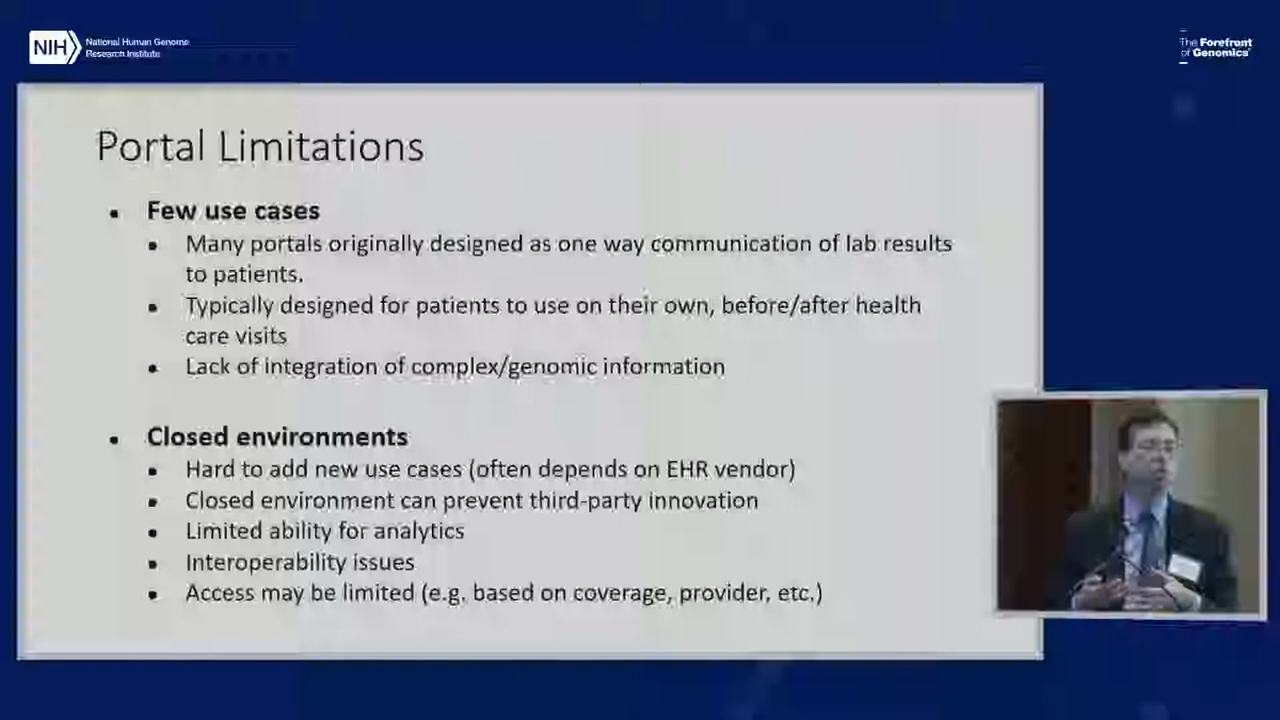 NIH
National Human Genome
Research Institute
The Forefront
of Genomics®
Portal Limitations
Few use cases
Many portals originally designed as one way communication of lab results
to patients.
Typically designed for patients to use on their own, before/after health
care visits
Lack of integration of complex/genomic information
Closed environments
Hard to add new use cases (often depends on EHR vendor)
Closed environment can prevent third-party innovation
Limited ability for analytics
Interoperability issues
Access may be limited (e.g. based on coverage, provider, etc.)